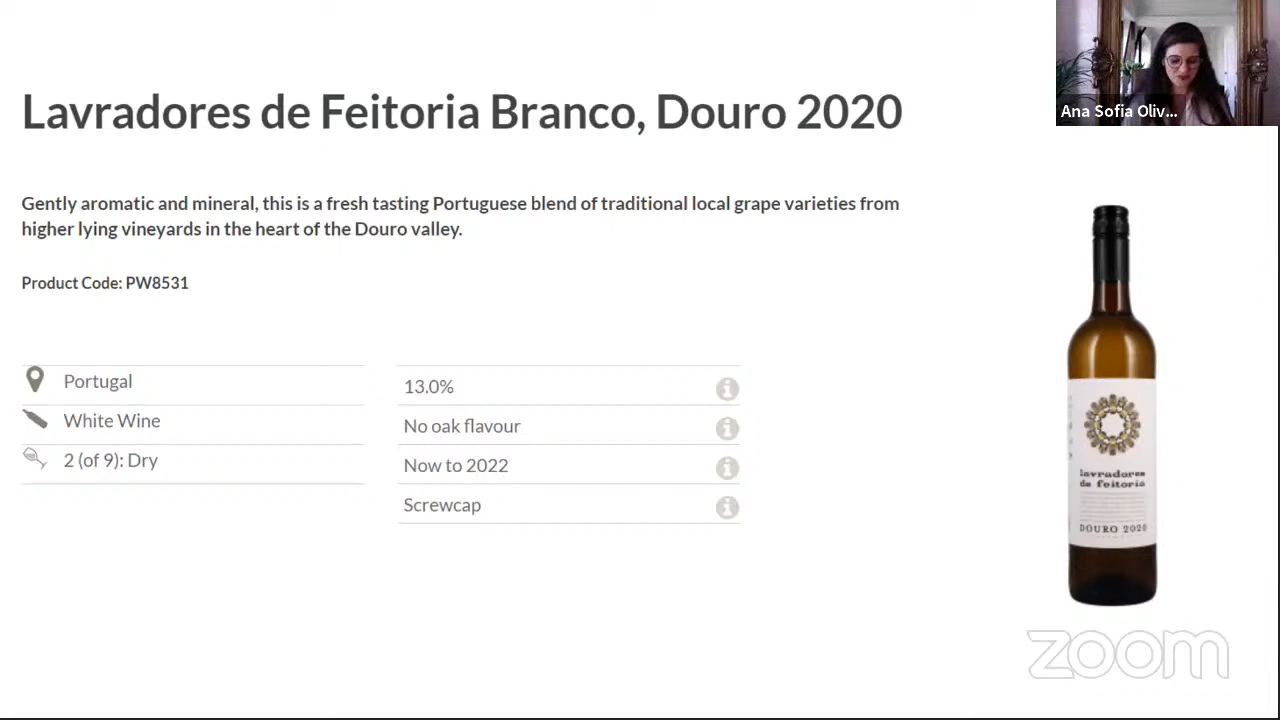 Lavradores de Feitoria Branco, Douro 2020
Ana Sofia Oliv...
Gently aromatic and mineral, this is a fresh tasting Portuguese blend of traditional local grape varieties from
higher lying vineyards in the heart of the Douro valley.
Product Code: PW8531
Portugal
White Wine
2 (of 9): Dry
13.0%
No oak flavour
Now to 2022
Screwcap
lavradores
de feitoria
DOURO 2020
zoom